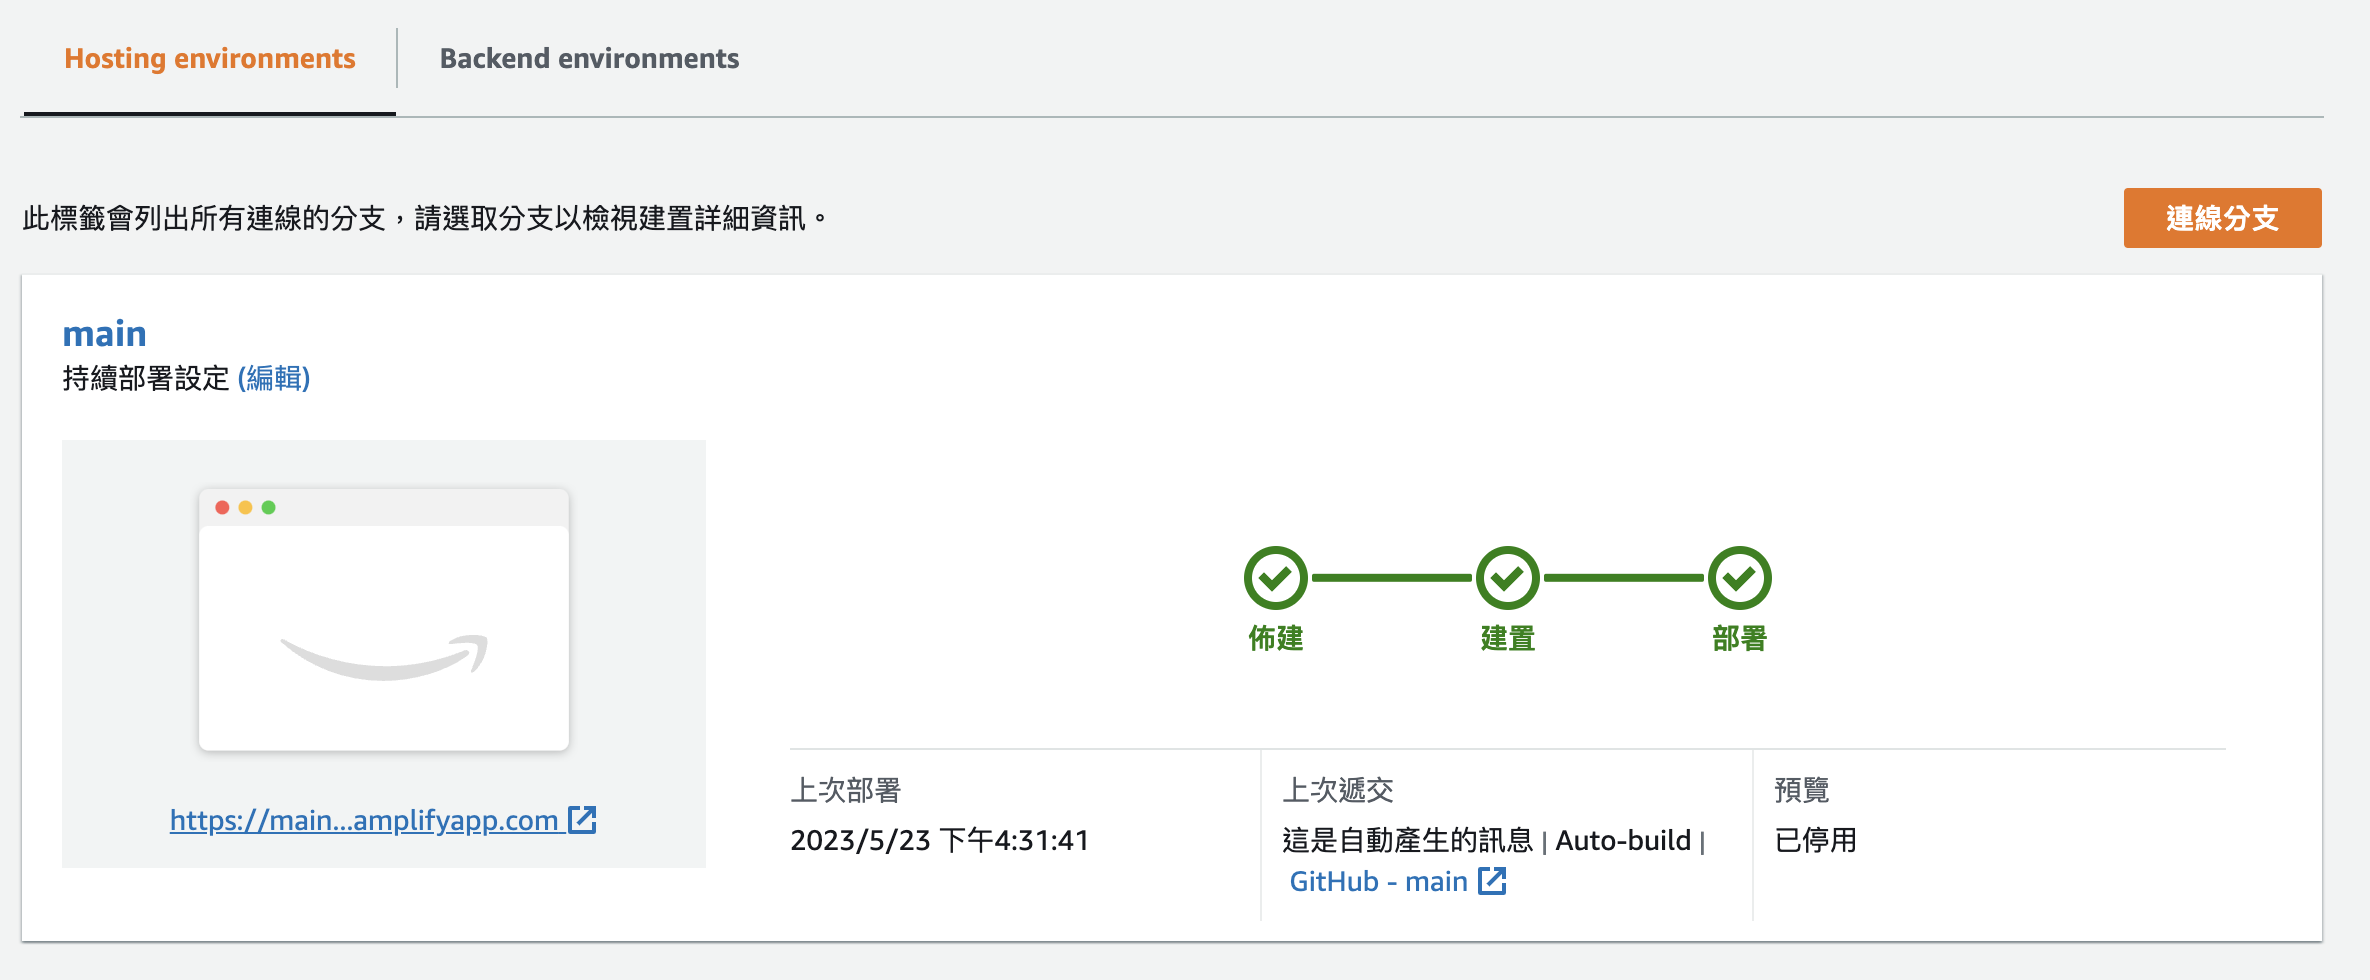 Hosting environments
Backend environments
此標籤會列出所有連線的分支，請選取分支以檢視建置詳細資訊。
連線分支
main
持續部署設定 (編輯)
佈建
建置
部署
https://main...amplifyapp.com
上次部署
2023/5/23 下午4:31:41
上次遞交
這是自動產生的訊息 | Auto-build |
GitHub - main
預覽
已停用